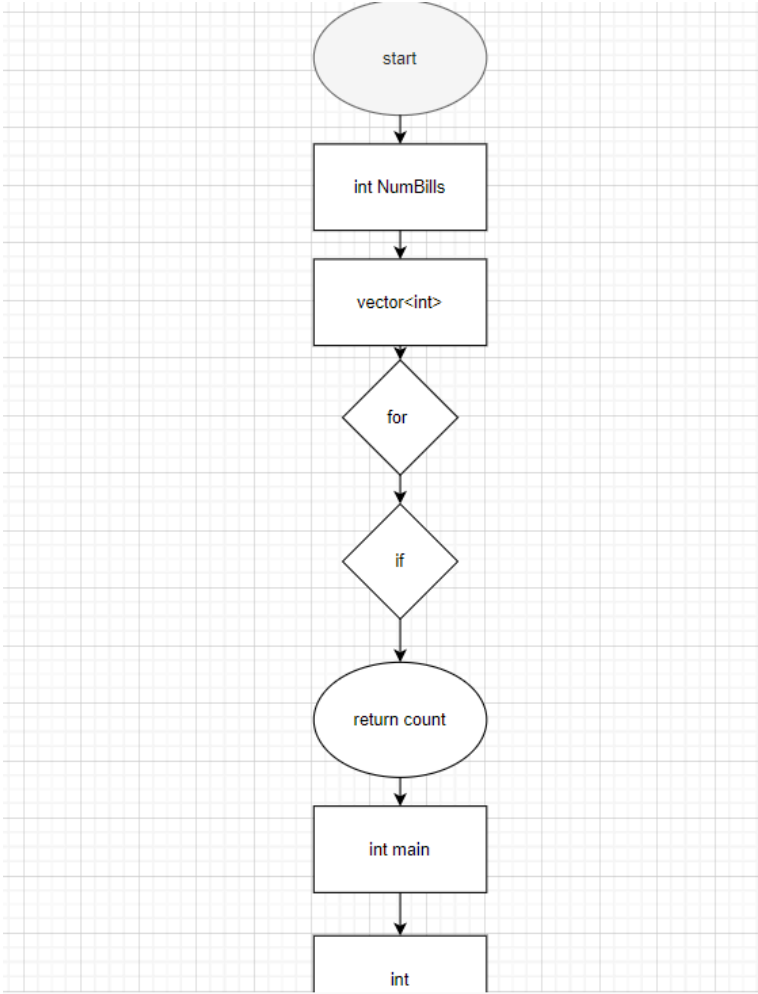 start
int NumBills
vector<int>
for
if
return count
int main
int